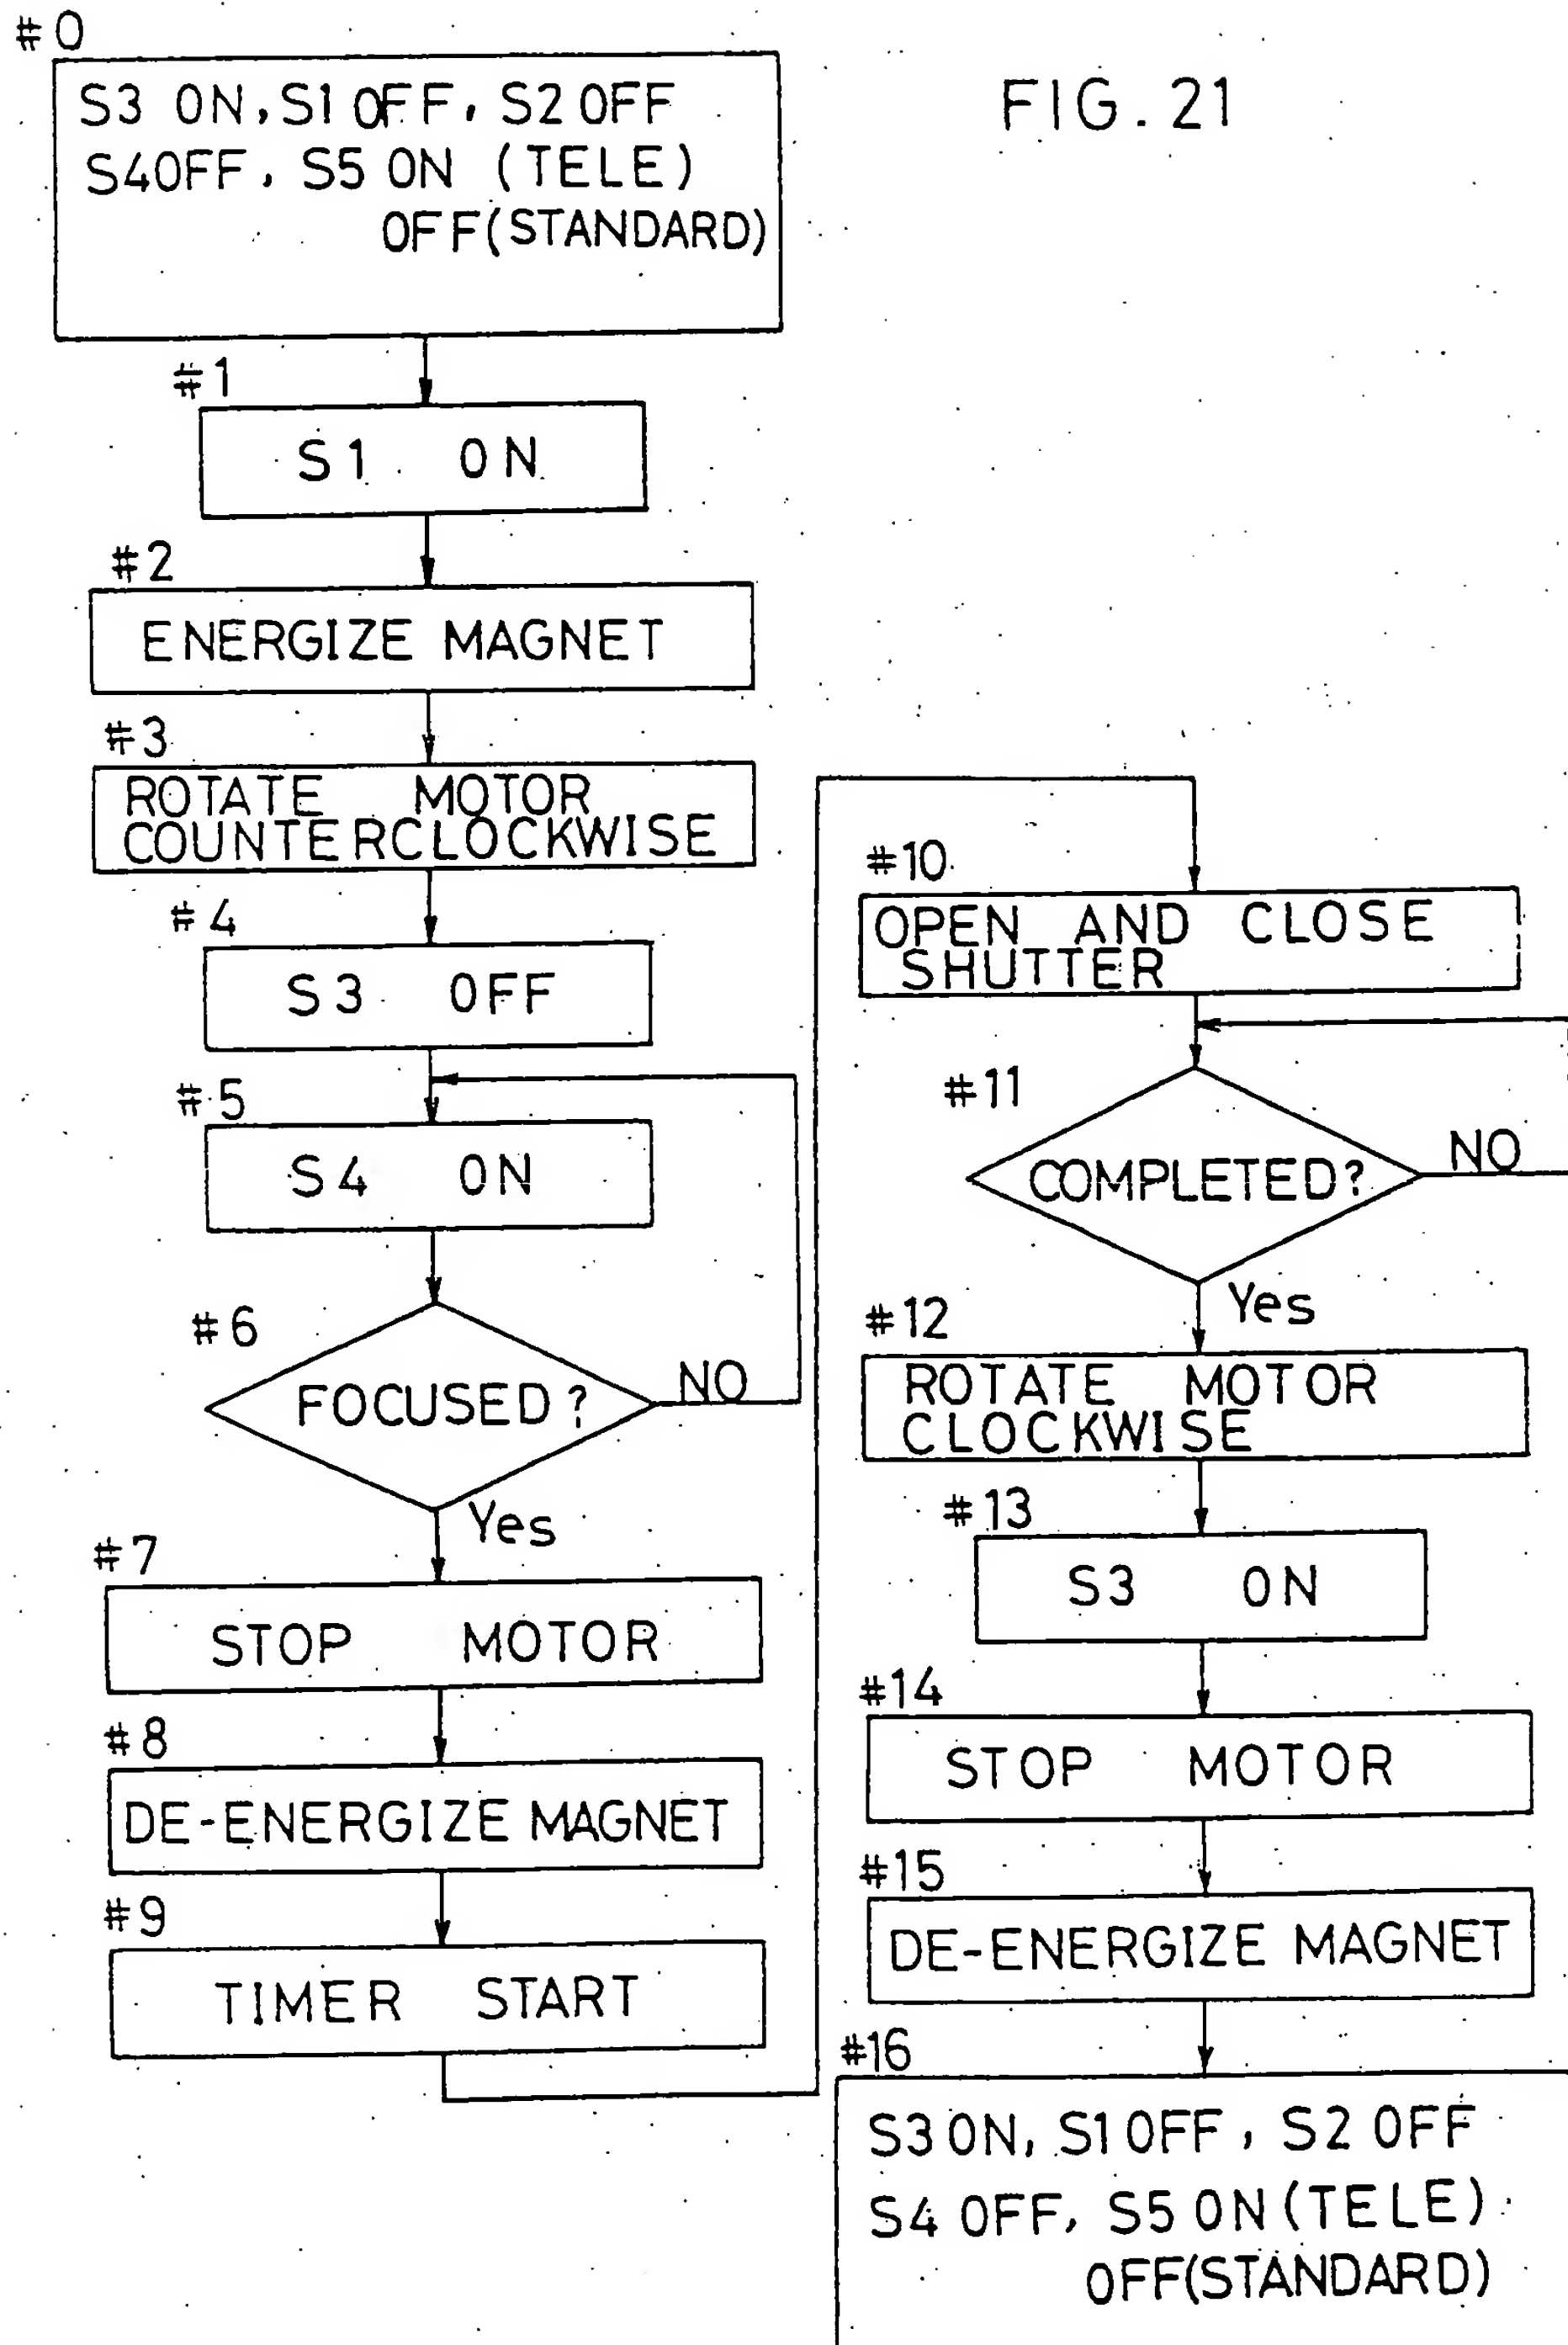 FIG. 21
#0
S3 ON, S1 OFF, S2 OFF
S4 OFF, S5 ON (TELE)
OFF (STANDARD)
#1
S1 ON
#2
ENERGIZE MAGNET
#3
ROTATE MOTOR
COUNTERCLOCKWISE
#4
S3 OFF
#5
S4 ON
#6
FOCUSED?
NO
Yes
#7
STOP MOTOR
#8
DE-ENERGIZE MAGNET
#9
TIMER START
#10
OPEN AND CLOSE
SHUTTER
#11
COMPLETED?
NO
Yes
#12
ROTATE MOTOR
CLOCKWISE
#13
S3 ON
#14
STOP MOTOR
#15
DE-ENERGIZE MAGNET
#16
S3 ON, S1 OFF, S2 OFF
S4 OFF, S5 ON (TELE)
OFF (STANDARD)